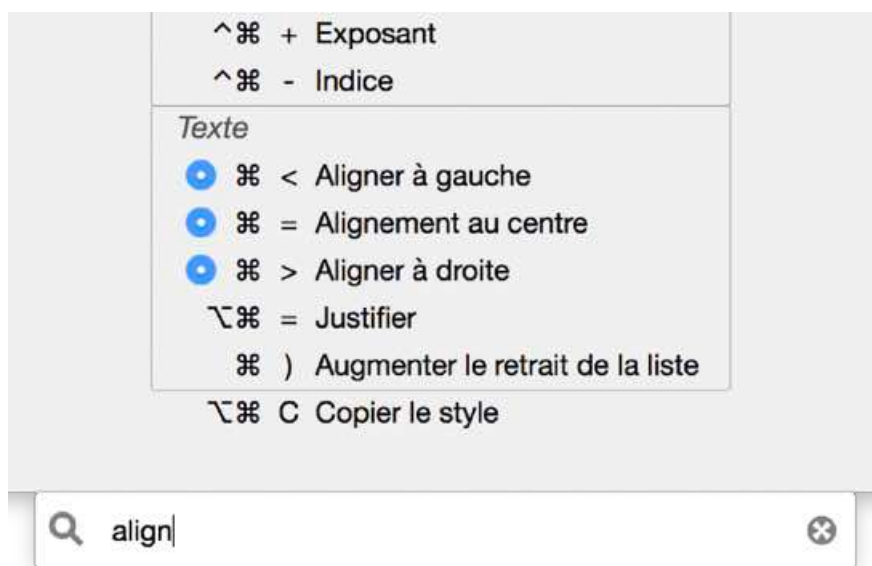 ^⌘ + Exposant
^⌘ - Indice
Texte
⌘ < Aligner à gauche
⌘ = Alignement au centre
⌘ > Aligner à droite
⌥⌘ = Justifier
⌘ ) Augmenter le retrait de la liste
⌥⌘ C Copier le style
align